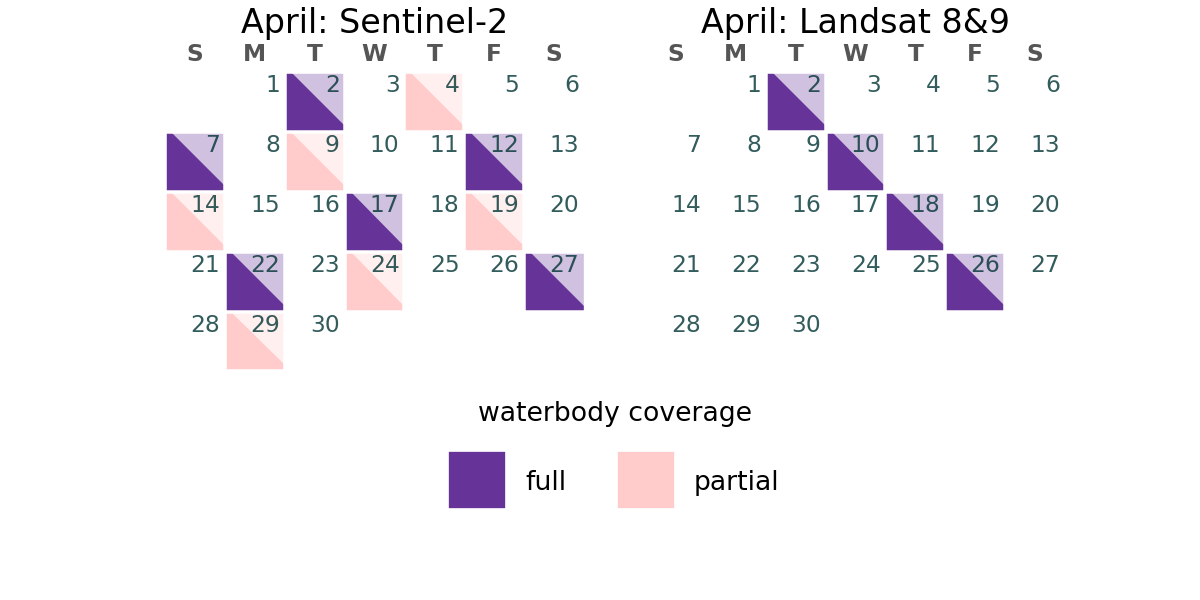 April: Sentinel-2
S M T W T F S
1 2 3 4 5 6
7 8 9 10 11 12 13
14 15 16 17 18 19 20
21 22 23 24 25 26 27
28 29 30
April: Landsat 8&9
S M T W T F S
1 2 3 4 5 6
7 8 9 10 11 12 13
14 15 16 17 18 19 20
21 22 23 24 25 26 27
28 29 30
waterbody coverage
full
partial